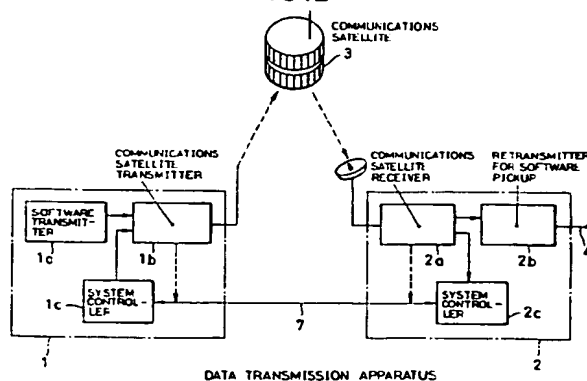 COMMUNICATIONS
SATELLITE
3
COMMUNICATIONS
SATELLITE
TRANSMITTER
COMMUNICATIONS
SATELLITE
RECEIVER
RETRANSMITTER
FOR SOFTWARE
PICKUP
SOFTWARE
TRANSMIT-
TER
1a
1b
2a
2b
SYSTEM
CONTROL-
LER
1c
7
SYSTEM
CONTROL-
LER
2c
1
2
DATA TRANSMISSION APPARATUS